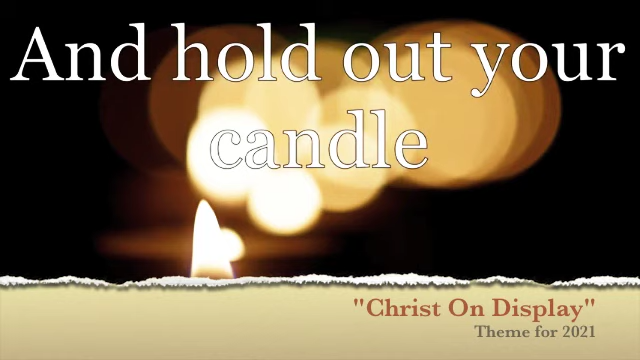 And hold out your
candle
"Christ On Display"
Theme for 2021